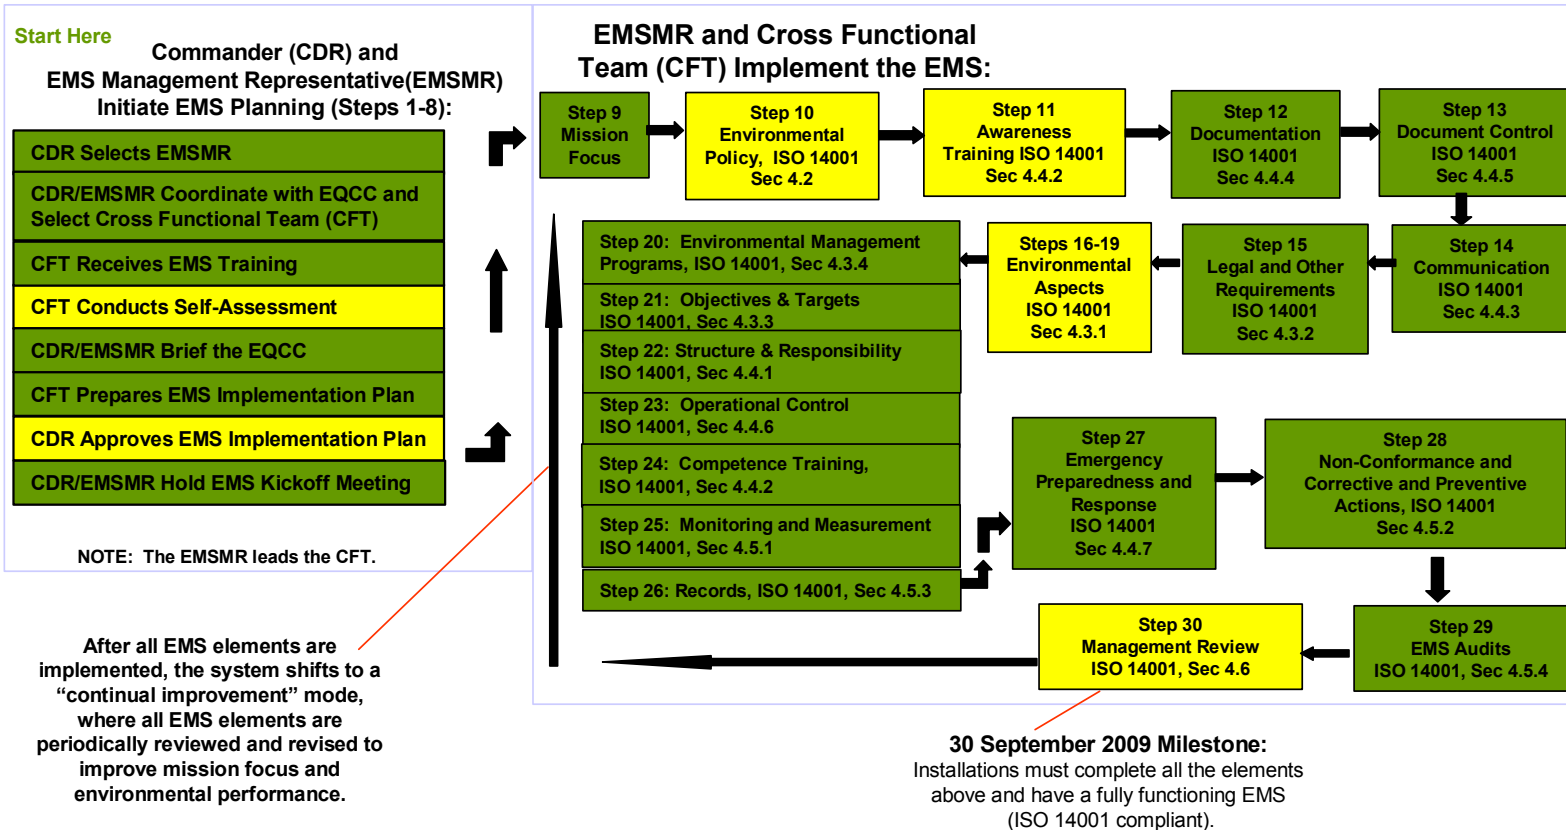 Start Here
Commander (CDR) and
EMS Management Representative(EMSMR)
Initiate EMS Planning (Steps 1-8):
CDR Selects EMSMR
CDR/EMSMR Coordinate with EQCC and
Select Cross Functional Team (CFT)
CFT Receives EMS Training
CFT Conducts Self-Assessment
CDR/EMSMR Brief the EQCC
CFT Prepares EMS Implementation Plan
CDR Approves EMS Implementation Plan
CDR/EMSMR Hold EMS Kickoff Meeting
NOTE:  The EMSMR leads the CFT.
EMSMR and Cross Functional
Team (CFT) Implement the EMS:
Step 9
Mission
Focus
Step 10
Environmental
Policy,  ISO 14001
Sec 4.2
Step 11
Awareness
Training ISO 14001
Sec 4.4.2
Step 12
Documentation
ISO 14001
Sec 4.4.4
Step 13
Document Control
ISO 14001
Sec 4.4.5
Step 14
Communication
ISO 14001
Sec 4.4.3
Step 15
Legal and Other
Requirements
ISO 14001
Sec 4.3.2
Steps 16-19
Environmental
Aspects
ISO 14001
Sec 4.3.1
Step 20:  Environmental Management
Programs, ISO 14001, Sec 4.3.4
Step 21:  Objectives & Targets
ISO 14001, Sec 4.3.3
Step 22: Structure & Responsibility
ISO 14001, Sec 4.4.1
Step 23:  Operational Control
ISO 14001, Sec 4.4.6
Step 24:  Competence Training,
ISO 14001, Sec 4.4.2
Step 25:  Monitoring and Measurement
ISO 14001, Sec 4.5.1
Step 26: Records, ISO 14001, Sec 4.5.3
Step 27
Emergency
Preparedness and
Response
ISO 14001
Sec 4.4.7
Step 28
Non-Conformance and
Corrective and Preventive
Actions, ISO 14001
Sec 4.5.2
Step 29
EMS Audits
ISO 14001, Sec 4.5.4
Step 30
Management Review
ISO 14001, Sec 4.6
After all EMS elements are
implemented, the system shifts to a
“continual improvement” mode,
where all EMS elements are
periodically reviewed and revised to
improve mission focus and
environmental performance.
30 September 2009 Milestone:
Installations must complete all the elements
above and have a fully functioning EMS
(ISO 14001 compliant).